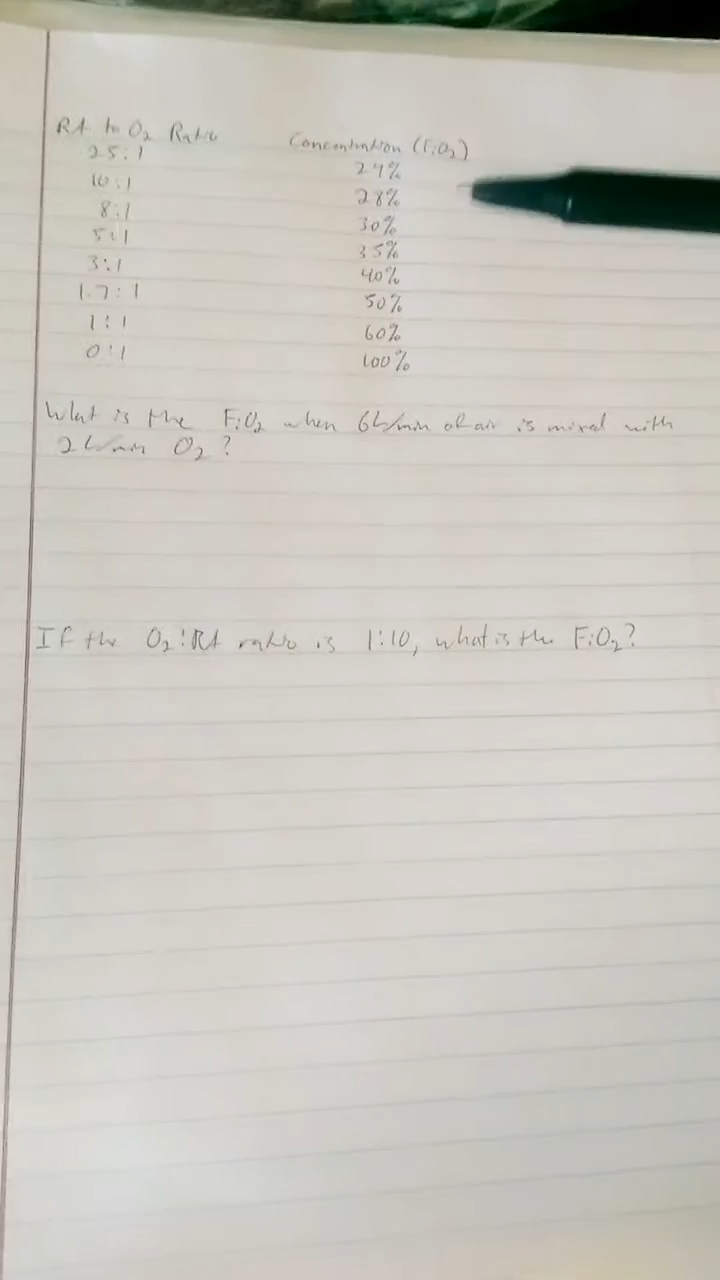 RA to O2 Ratio Concentration (FiO2)
25:1 24%
10:1 28%
8:1 30%
5:1 35%
3:1 40%
1.7:1 50%
1:1 60%
0:1 100%
What is the FiO2 when 6L/min of air is mixed with
2L/min O2?
If the O2:RA ratio is 1:10, what is the FiO2?